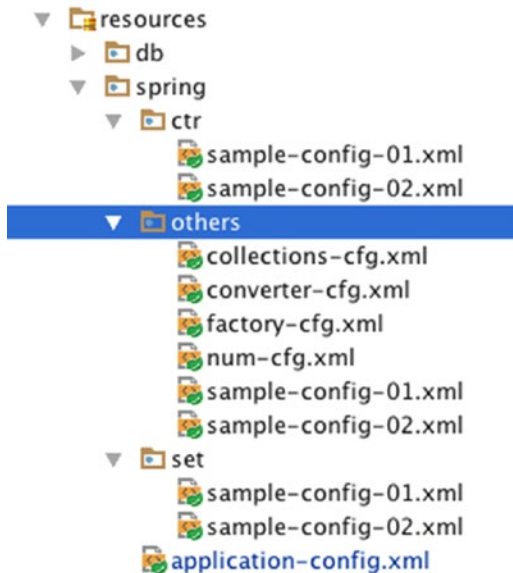 resources
db
spring
ctr
sample-config-01.xml
sample-config-02.xml
others
collections-cfg.xml
converter-cfg.xml
factory-cfg.xml
num-cfg.xml
sample-config-01.xml
sample-config-02.xml
set
sample-config-01.xml
sample-config-02.xml
application-config.xml